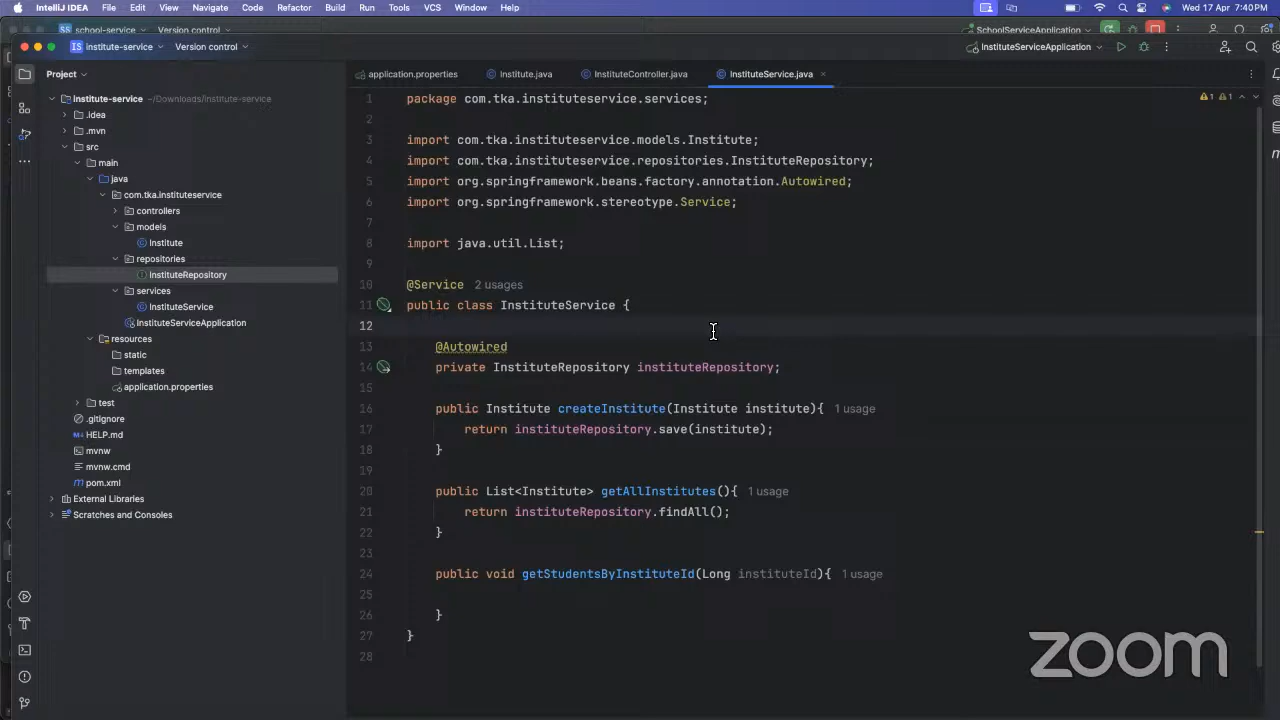 IntelliJ IDEA File Edit View Navigate Code Refactor Build Run Tools VCS Window Help Wed 17 Apr 7:40 PM
SS school-service Version control SchoolServiceApplication
IS institute-service Version control InstituteServiceApplication
Project
institute-service ~/Downloads/institute-service
.idea
.mvn
src
main
java
com.tka.instituteservice
controllers
models
Institute
repositories
InstituteRepository
services
InstituteService
InstituteServiceApplication
resources
static
templates
application.properties
test
.gitignore
HELP.md
mvnw
mvnw.cmd
pom.xml
External Libraries
Scratches and Consoles
application.properties Institute.java InstituteController.java InstituteService.java
1 package com.tka.instituteservice.services;
2
3 import com.tka.instituteservice.models.Institute;
4 import com.tka.instituteservice.repositories.InstituteRepository;
5 import org.springframework.beans.factory.annotation.Autowired;
6 import org.springframework.stereotype.Service;
7
8 import java.util.List;
9
10 @Service 2 usages
11 public class InstituteService {
12
13 @Autowired
14 private InstituteRepository instituteRepository;
15
16 public Institute createInstitute(Institute institute){ 1 usage
17 return instituteRepository.save(institute);
18 }
19
20 public List<Institute> getAllInstitutes(){ 1 usage
21 return instituteRepository.findAll();
22 }
23
24 public void getStudentsByInstituteId(Long instituteId){ 1 usage
25
26 }
27 }
28
1 1
zoom